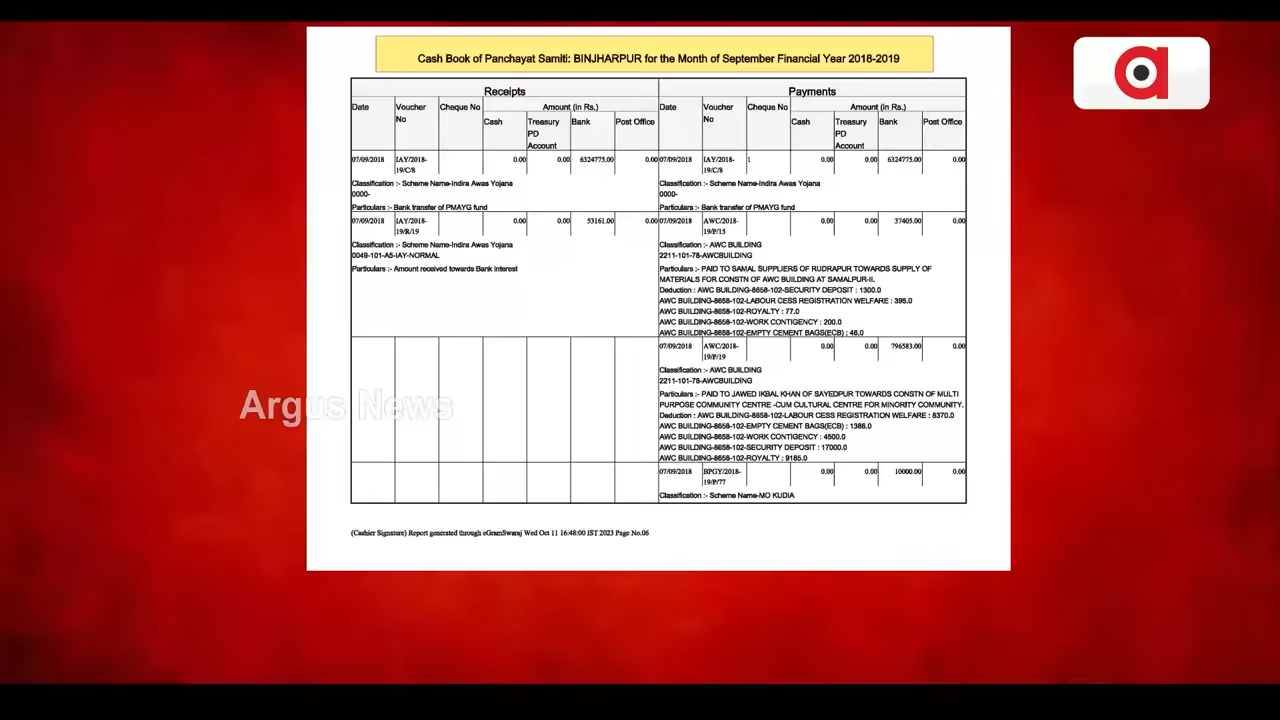 Cash Book of Panchayat Samiti: BINJHARPUR for the Month of September Financial Year 2018-2019
Receipts Payments
Date Voucher No Cheque No Amount (in Rs.) Date Voucher No Cheque No Amount (in Rs.)
Cash Treasury PD Account Bank Post Office Cash Treasury PD Account Bank Post Office
07/09/2018 IAY/2018-19/C/8 0.00 0.00 6324775.00 0.00 07/09/2018 IAY/2018-19/C/8 1 0.00 0.00 6324775.00 0.00
Classification :- Scheme Name-Indira Awas Yojana
0000-
Particulars :- Bank transfer of PMAYG fund
Classification :- Scheme Name-Indira Awas Yojana
0000-
Particulars :- Bank transfer of PMAYG fund
07/09/2018 IAY/2018-19/R/19 0.00 0.00 53161.00 0.00 07/09/2018 AWC/2018-19/P/15 0.00 0.00 37405.00 0.00
Classification :- Scheme Name-Indira Awas Yojana
0049-101-A5-IAY-NORMAL
Particulars :- Amount received towards Bank interest
Classification :- AWC BUILDING
2211-101-78-AWCBUILDING
Particulars :- PAID TO SAMAL SUPPLIERS OF RUDRAPUR TOWARDS SUPPLY OF
MATERIALS FOR CONSTN OF AWC BUILDING AT SAMALPUR-II.
Deduction : AWC BUILDING-8658-102-SECURITY DEPOSIT : 1300.0
AWC BUILDING-8658-102-LABOUR CESS REGISTRATION WELFARE : 395.0
AWC BUILDING-8658-102-ROYALTY : 77.0
AWC BUILDING-8658-102-WORK CONTIGENCY : 200.0
AWC BUILDING-8658-102-EMPTY CEMENT BAGS(ECB) : 46.0
07/09/2018 AWC/2018-19/P/19 0.00 0.00 796583.00 0.00
Classification :- AWC BUILDING
2211-101-78-AWCBUILDING
Particulars :- PAID TO JAWED IKBAL KHAN OF SAYEDPUR TOWARDS CONSTN OF MULTI
PURPOSE COMMUNITY CENTRE -CUM CULTURAL CENTRE FOR MINORITY COMMUNITY.
Deduction : AWC BUILDING-8658-102-LABOUR CESS REGISTRATION WELFARE : 8370.0
AWC BUILDING-8658-102-EMPTY CEMENT BAGS(ECB) : 1386.0
AWC BUILDING-8658-102-WORK CONTIGENCY : 4500.0
AWC BUILDING-8658-102-SECURITY DEPOSIT : 17000.0
AWC BUILDING-8658-102-ROYALTY : 9185.0
07/09/2018 BPGY/2018-19/P/77 0.00 0.00 10000.00 0.00
Classification :- Scheme Name-MO KUDIA
(Cashier Signature) Report generated through eGramSwaraj Wed Oct 11 16:48:00 IST 2023 Page No.06
Argus News
a